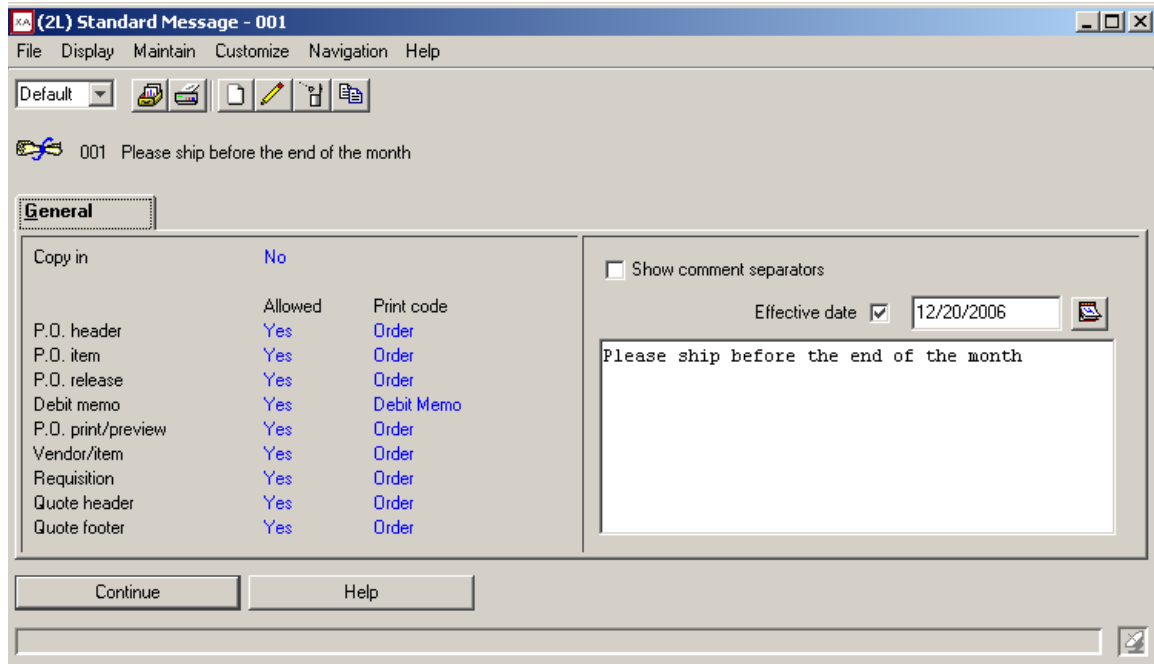 XA (2L) Standard Message - 001
File Display Maintain Customize Navigation Help
Default
001 Please ship before the end of the month
General
Copy in No
Allowed Print code
P.O. header Yes Order
P.O. item Yes Order
P.O. release Yes Order
Debit memo Yes Debit Memo
P.O. print/preview Yes Order
Vendor/item Yes Order
Requisition Yes Order
Quote header Yes Order
Quote footer Yes Order
Show comment separators
Effective date 12/20/2006
Please ship before the end of the month
Continue Help